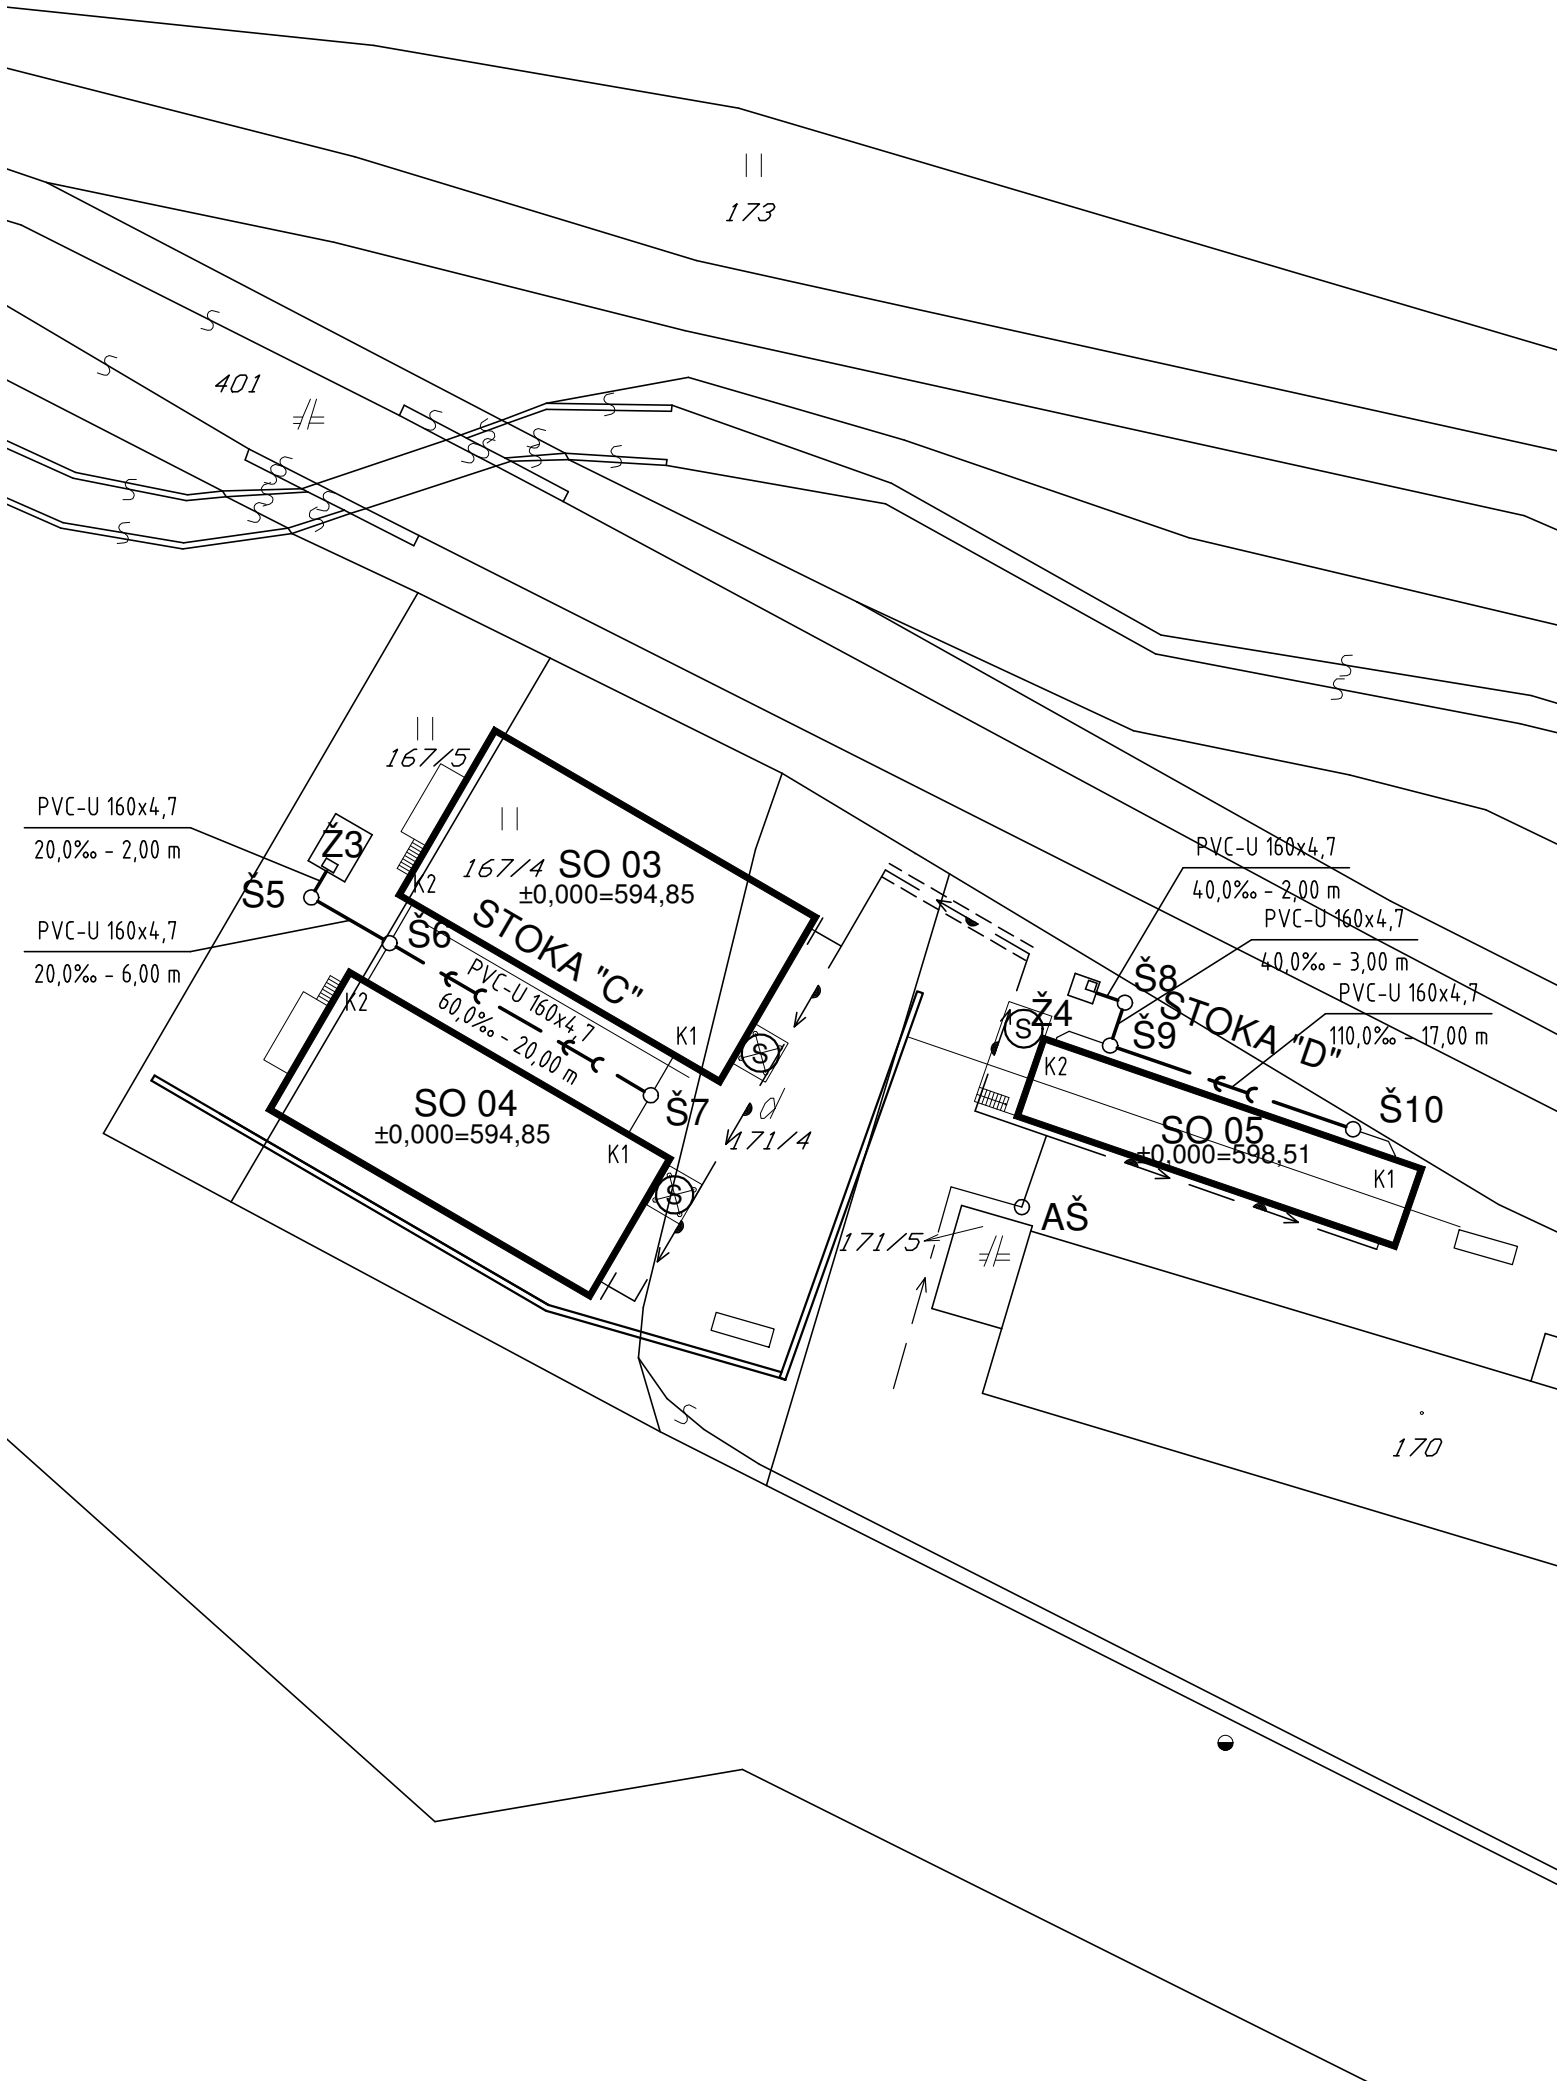 173
401
167/5
PVC-U 160x4,7
20,0‰ - 2,00 m
Ž3
Š5
PVC-U 160x4,7
20,0‰ - 6,00 m
Š6
K2
167/4
SO 03
±0,000=594,85
STOKA "C"
PVC-U 160x4,7
60,0‰ - 20,00 m
K1
K2
SO 04
±0,000=594,85
K1
Š7
S
S
d
171/4
PVC-U 160x4,7
40,0‰ - 2,00 m
PVC-U 160x4,7
40,0‰ - 3,00 m
PVC-U 160x4,7
110,0‰ - 17,00 m
Š8
STOKA "D"
Ž4
S
Š9
K2
Š10
SO 05
±0,000=598,51
K1
AŠ
171/5
170